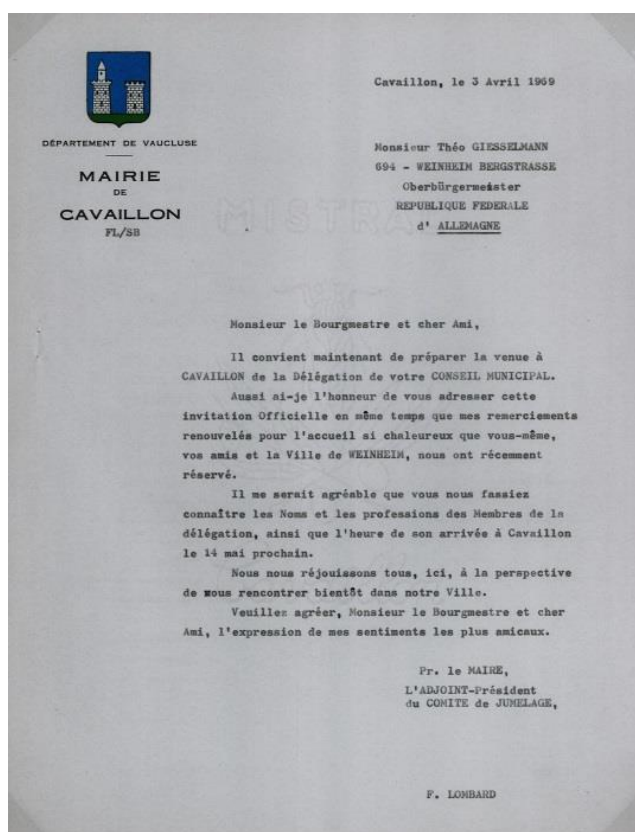 Cavaillon, le 3 Avril 1969
DÉPARTEMENT DE VAUCLUSE
MAIRIE
DE
CAVAILLON
FL/SB
Monsieur Théo GIESSELMANN
694 - WEINHEIM BERGSTRASSE
Oberbürgermeister
REPUBLIQUE FEDERALE
d' ALLEMAGNE
MISTRAL
Monsieur le Bourgmestre et cher Ami,
Il convient maintenant de préparer la venue à
CAVAILLON de la Délégation de votre CONSEIL MUNICIPAL.
Aussi ai-je l'honneur de vous adresser cette
invitation Officielle en même temps que mes remerciements
renouvelés pour l'accueil si chaleureux que vous-même,
vos amis et la Ville de WEINHEIM, nous ont récemment
réservé.
Il me serait agréable que vous nous fassiez
connaître les Noms et les professions des Membres de la
délégation, ainsi que l'heure de son arrivée à Cavaillon
le 14 mai prochain.
Nous nous réjouissons tous, ici, à la perspective
de vous rencontrer bientôt dans notre Ville.
Veuillez agréer, Monsieur le Bourgmestre et cher
Ami, l'expression de mes sentiments les plus amicaux.
Pr. le MAIRE,
L'ADJOINT-Président
du COMITE de JUMELAGE,
F. LOMBARD